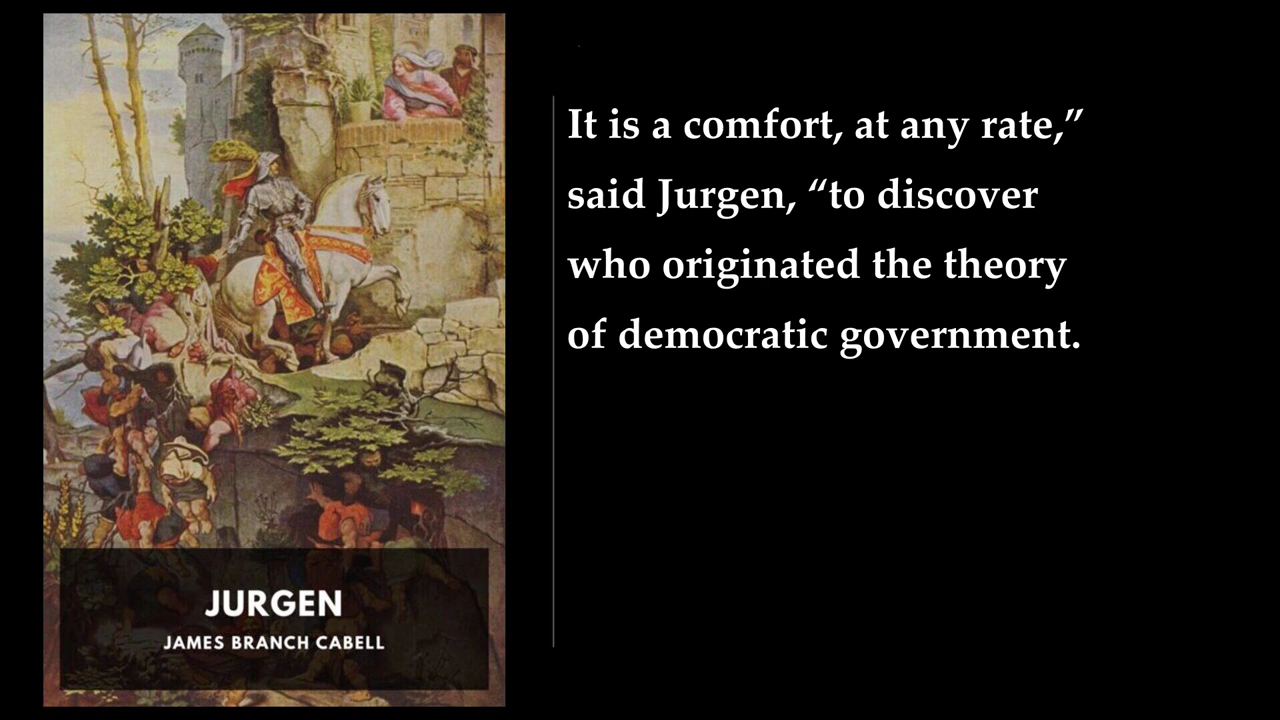 It is a comfort, at any rate,”
said Jurgen, “to discover
who originated the theory
of democratic government.
JURGEN
JAMES BRANCH CABELL